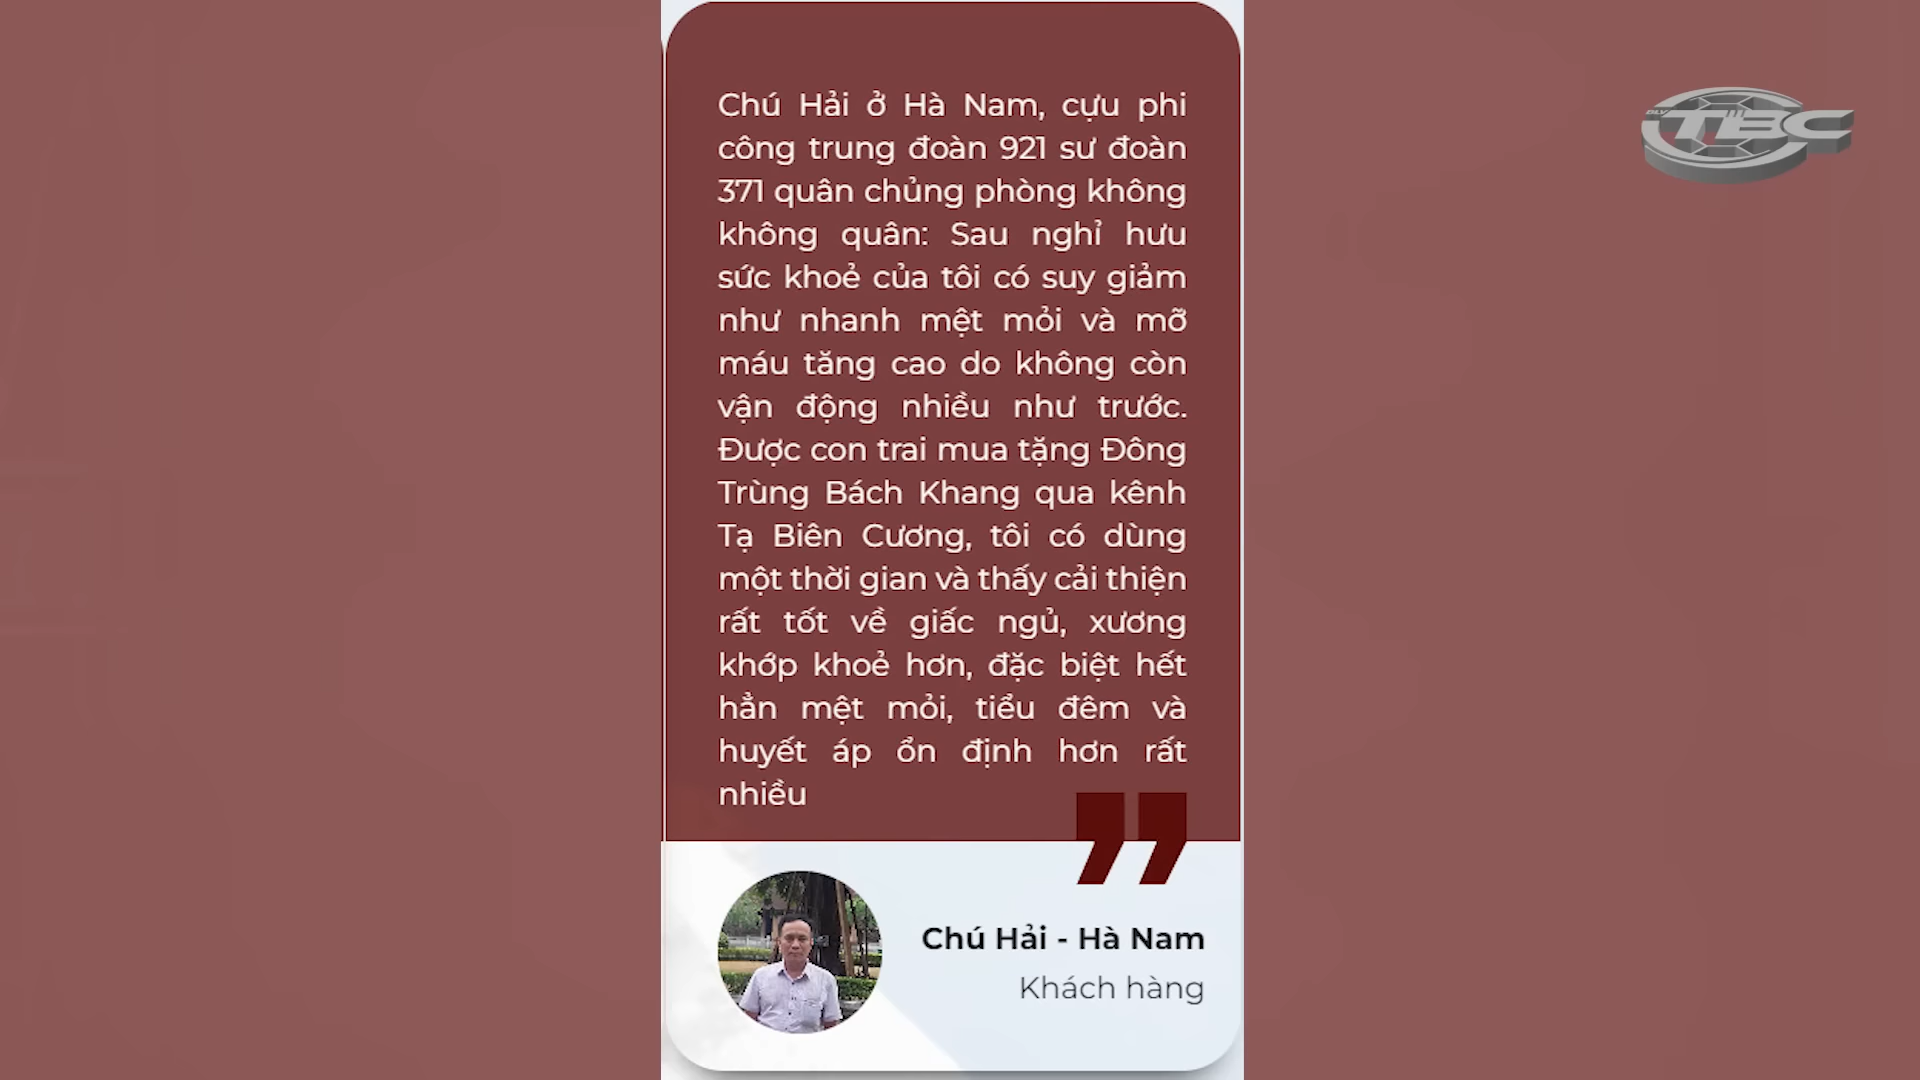 BLV
TBC
Chú Hải ở Hà Nam, cựu phi
công trung đoàn 921 sư đoàn
371 quân chủng phòng không
không quân: Sau nghỉ hưu
sức khoẻ của tôi có suy giảm
như nhanh mệt mỏi và mỡ
máu tăng cao do không còn
vận động nhiều như trước.
Được con trai mua tặng Đông
Trùng Bách Khang qua kênh
Tạ Biên Cương, tôi có dùng
một thời gian và thấy cải thiện
rất tốt về giấc ngủ, xương
khớp khoẻ hơn, đặc biệt hết
hẳn mệt mỏi, tiểu đêm và
huyết áp ổn định hơn rất
nhiều
”
Chú Hải - Hà Nam
Khách hàng